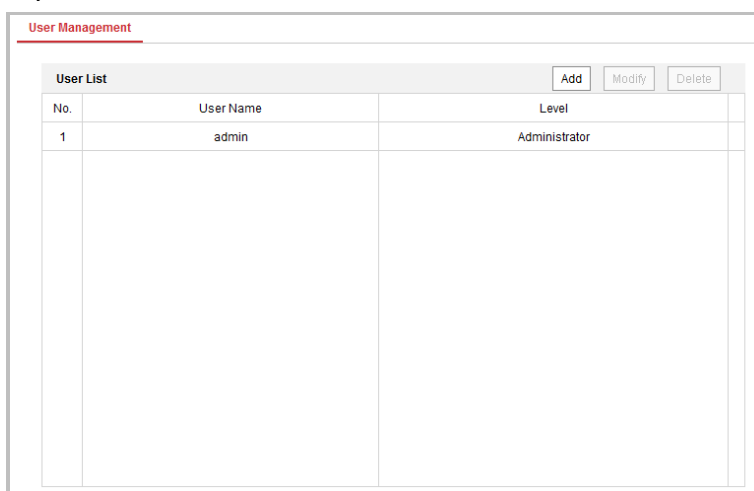 User Management
User List Add Modify Delete
No. User Name Level
1 admin Administrator